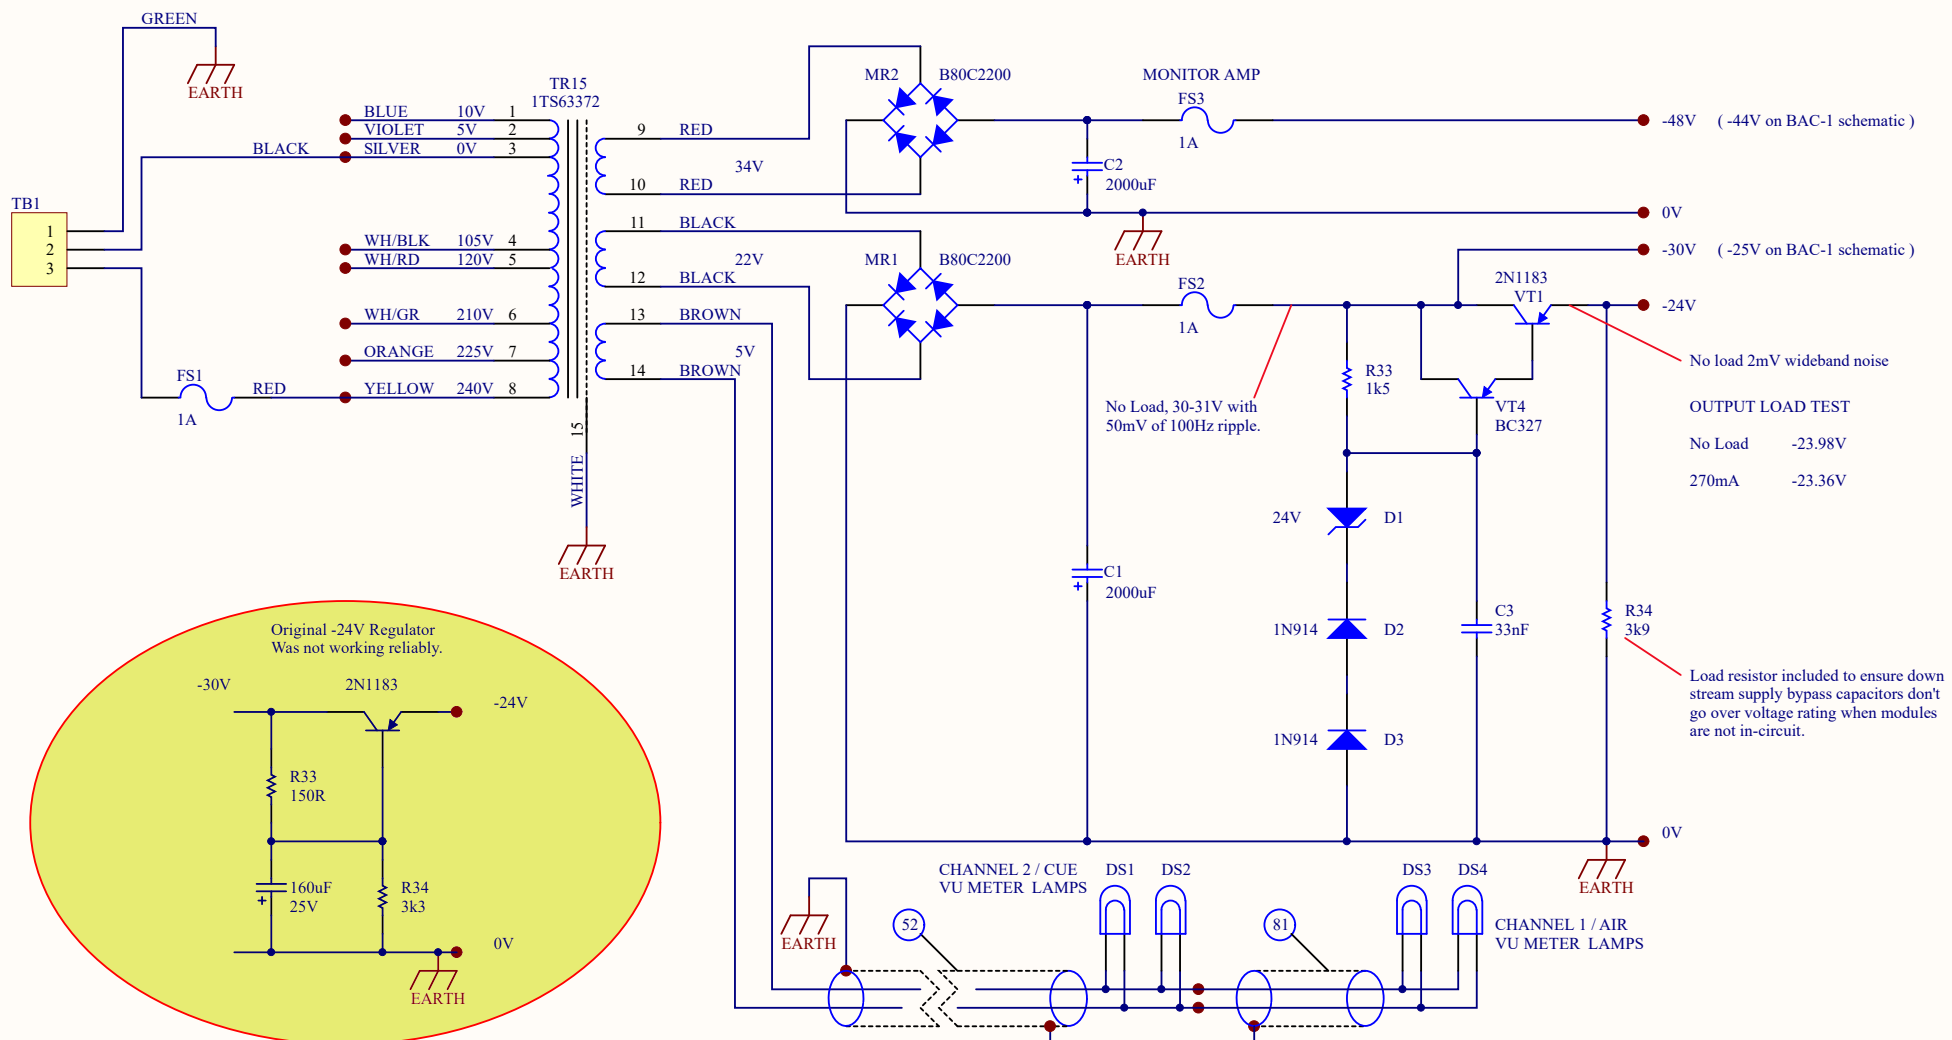 GREEN
EARTH
TR15
1TS63372
BLUE 10V 1
VIOLET 5V 2
BLACK SILVER 0V 3
TB1
1
2
3
WH/BLK 105V 4
WH/RD 120V 5
WH/GR 210V 6
ORANGE 225V 7
FS1
1A
RED YELLOW 240V 8
15
WHITE
EARTH
9 RED
34V
10 RED
11 BLACK
22V
12 BLACK
13 BROWN
5V
14 BROWN
MR2 B80C2200
MONITOR AMP
FS3
1A
C2
2000uF
-48V ( -44V on BAC-1 schematic )
0V
EARTH
-30V ( -25V on BAC-1 schematic )
MR1 B80C2200
FS2
1A
2N1183
VT1
-24V
No load 2mV wideband noise
R33
1k5
No Load, 30-31V with
50mV of 100Hz ripple.
VT4
BC327
OUTPUT LOAD TEST
No Load -23.98V
270mA -23.36V
24V D1
C1
2000uF
1N914 D2
C3
33nF
R34
3k9
1N914 D3
Load resistor included to ensure down
stream supply bypass capacitors don't
go over voltage rating when modules
are not in-circuit.
0V
EARTH
Original -24V Regulator
Was not working reliably.
-30V 2N1183 -24V
R33
150R
160uF
25V
R34
3k3
0V
EARTH
CHANNEL 2 / CUE
VU METER LAMPS
DS1 DS2
DS3 DS4
CHANNEL 1 / AIR
VU METER LAMPS
EARTH
52
81